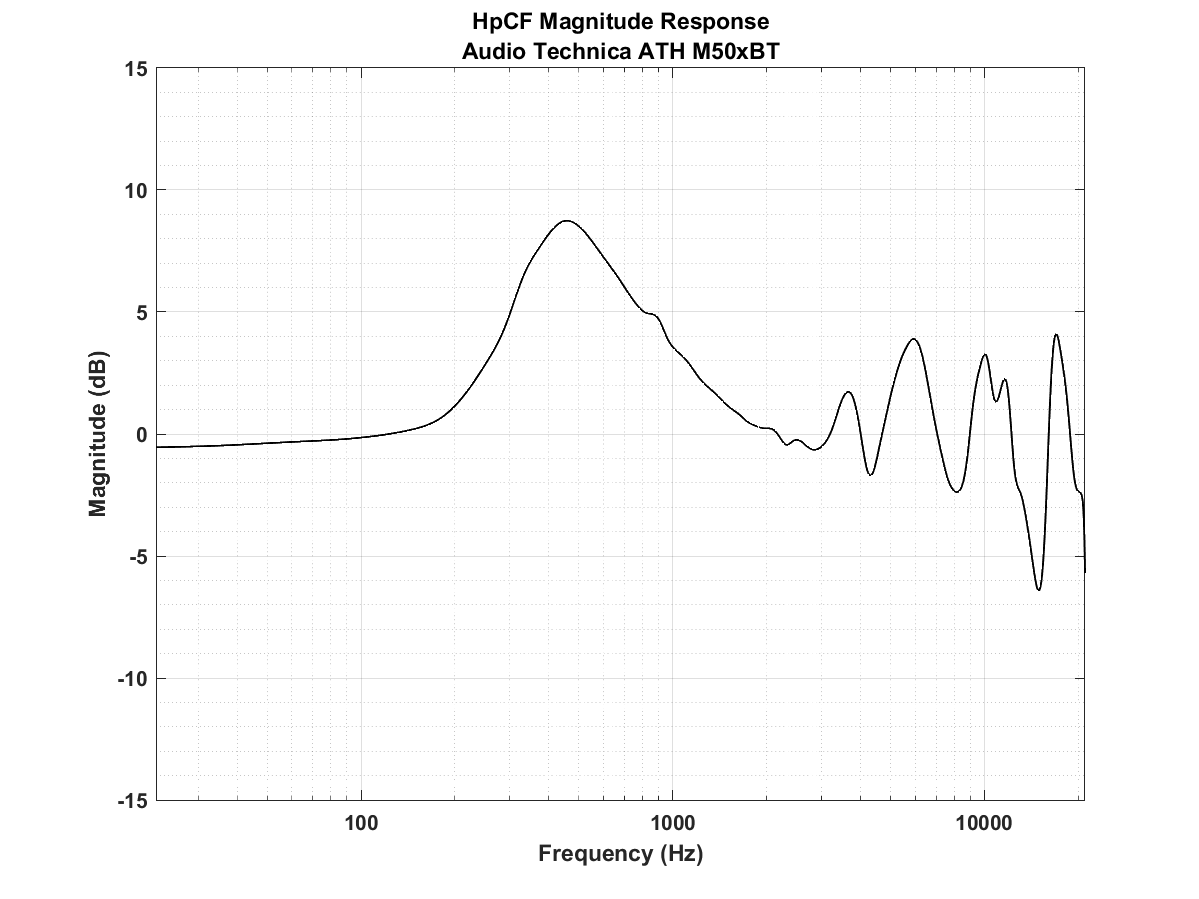 HpCF Magnitude Response
Audio Technica ATH M50xBT
15
10
5
0
-5
-10
-15
Magnitude (dB)
100
1000
10000
Frequency (Hz)